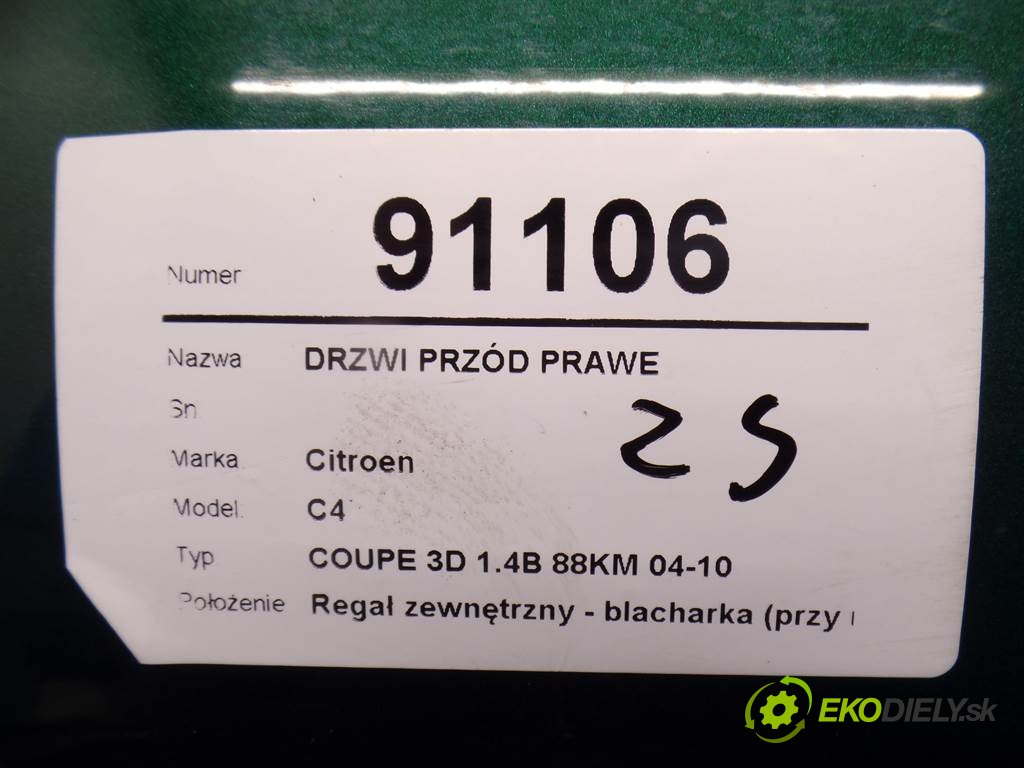 91106
Numer
Nazwa DRZWI PRZÓD PRAWE
Sn
Marka Citroen
Model C4
Typ COUPE 3D 1.4B 88KM 04-10
Położenie Regał zewnętrzny - blacharka (przy
EKODIELY.sk